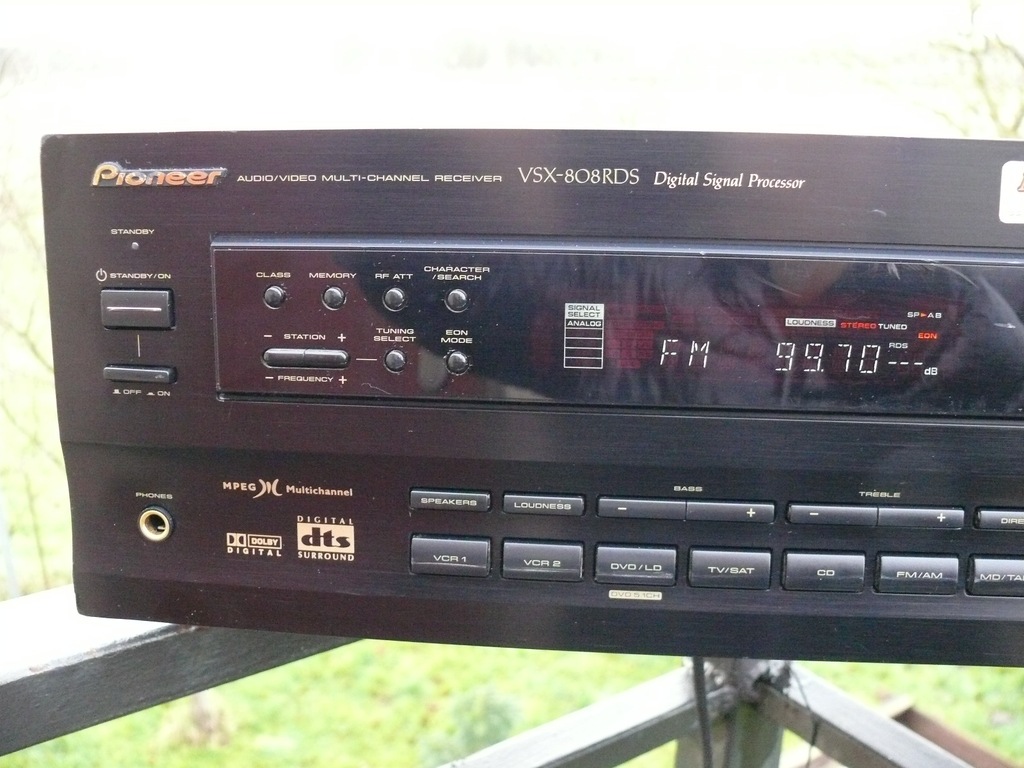 Pioneer AUDIO/VIDEO MULTI-CHANNEL RECEIVER VSX-808RDS Digital Signal Processor
STANDBY
STANDBY/ON
OFF ON
CLASS MEMORY RF ATT CHARACTER
/SEARCH
- STATION +
TUNING
SELECT
EON
MODE
- FREQUENCY +
SIGNAL
SELECT
ANALOG
SP►AB
LOUDNESS STEREO TUNED
EON
RDS
FM 99.70 --- dB
PHONES
MPEG Multichannel
DOLBY
DIGITAL
DIGITAL
dts
SURROUND
SPEAKERS LOUDNESS
BASS
- +
TREBLE
- +
VCR 1 VCR 2 DVD/LD TV/SAT CD FM/AM
DVD 5.1CH